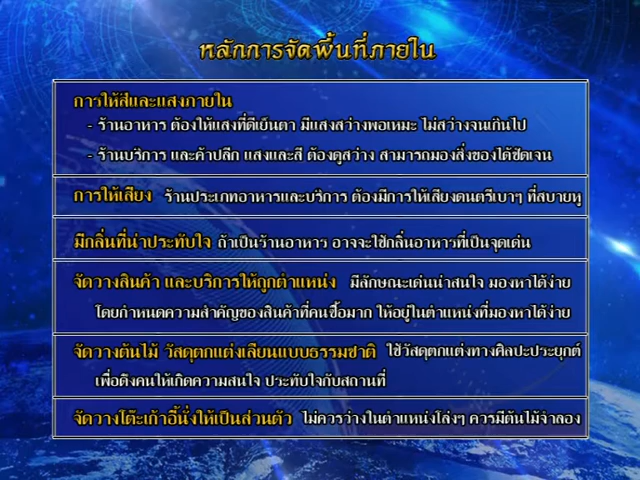 หลักการจัดพื้นที่ภายใน
การให้สีและแสงภายใน
- ร้านอาหาร ต้องให้แสงที่ดีเย็นตา มีแสงสว่างพอเหมะ ไม่สว่างจนเกินไป
- ร้านบริการ และค้าปลีก แสงและสี ต้องดูสว่าง สามารถมองสิ่งของได้ชัดเจน
การให้เสียง ร้านประเภทอาหารและบริการ ต้องมีการให้เสียงดนตรีเบาๆ ที่สบายหู
มีกลิ่นที่น่าประทับใจ ถ้าเป็นร้านอาหาร อาจจะใช้กลิ่นอาหารที่เป็นจุดเด่น
จัดวางสินค้า และบริการให้ถูกตำแหน่ง มีลักษณะเด่นน่าสนใจ มองหาได้ง่าย
โดยกำหนดความสำคัญของสินค้าที่คนซื้อมาก ให้อยู่ในตำแหน่งที่มองหาได้ง่าย
จัดวางต้นไม้ วัสดุตกแต่งเลียนแบบธรรมชาติ ใช้วัสดุตกแต่งทางศิลปะประยุกต์
เพื่อดึงคนให้เกิดความสนใจ ประทับใจกับสถานที่
จัดวางโต๊ะเก้าอี้นั่งให้เป็นส่วนตัว ไม่ควรว่างในตำแหน่งโล่งๆ ควรมีต้นไม้จำลอง